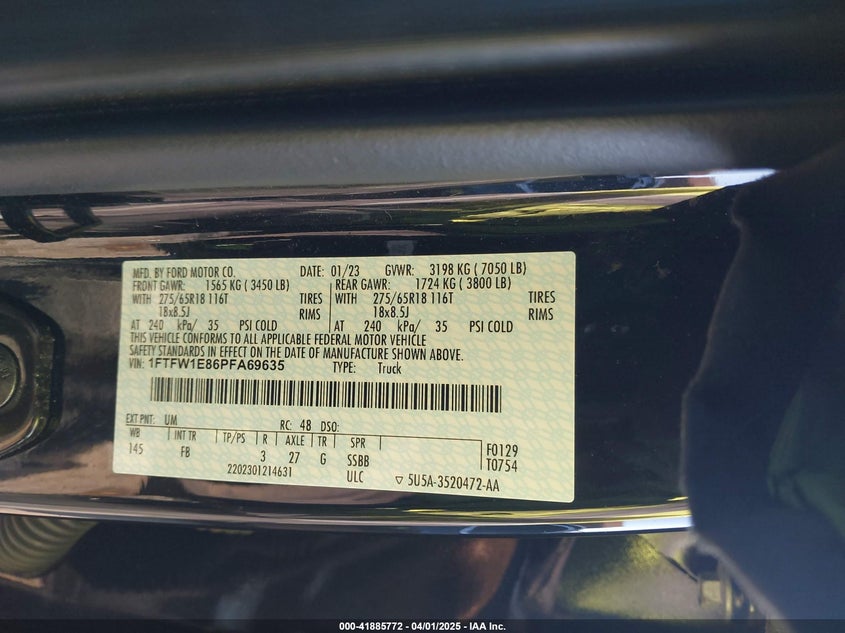 MFD. BY FORD MOTOR CO. DATE: 01/23 GVWR: 3198 KG ( 7050 LB)
FRONT GAWR: 1565 KG ( 3450 LB) REAR GAWR: 1724 KG ( 3800 LB)
WITH 275/65R18 116T TIRES WITH 275/65R18 116T TIRES
18x8.5J RIMS 18x8.5J RIMS
AT 240 kPa/ 35 PSI COLD AT 240 kPa/ 35 PSI COLD
THIS VEHICLE CONFORMS TO ALL APPLICABLE FEDERAL MOTOR VEHICLE
SAFETY STANDARDS IN EFFECT ON THE DATE OF MANUFACTURE SHOWN ABOVE.
VIN: 1FTFW1E86PFA69635 TYPE: Truck
EXT PNT: UM RC: 48 DSO:
WB INT TR TP/PS R AXLE TR SPR F0129
145 FB 3 27 G SSBB T0754
2202301214631 ULC ▽ 5U5A-3520472-AA
000-41885772 - 04/01/2025 - IAA Inc.